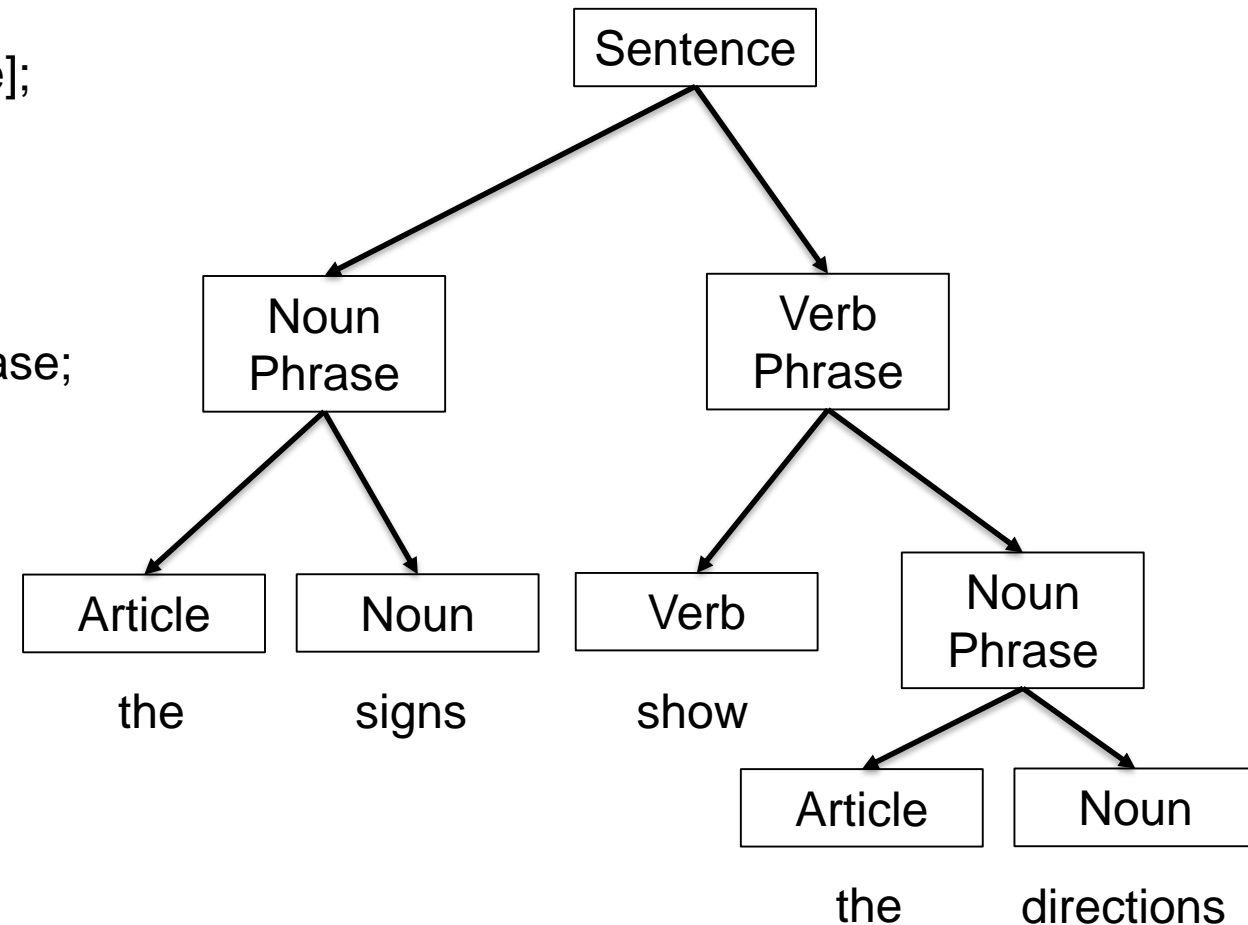 e];
ase;
Sentence
Noun
Phrase
Verb
Phrase
Article
Noun
Verb
Noun
Phrase
the
signs
show
Article
Noun
the
directions